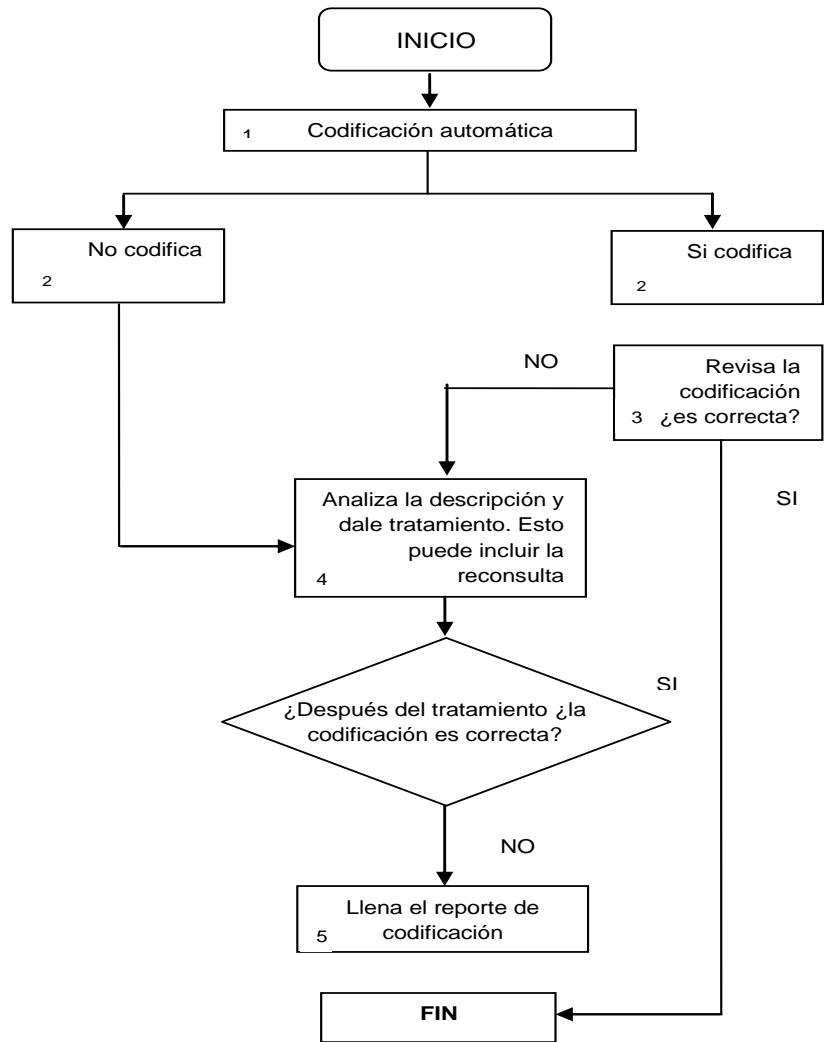 INICIO
1 Codificación automática
No codifica
2
Si codifica
2
NO
Revisa la
codificación
3 ¿es correcta?
SI
Analiza la descripción y
dale tratamiento. Esto
puede incluir la
4 reconsulta
SI
¿Después del tratamiento ¿la
codificación es correcta?
NO
Llena el reporte de
5 codificación
FIN